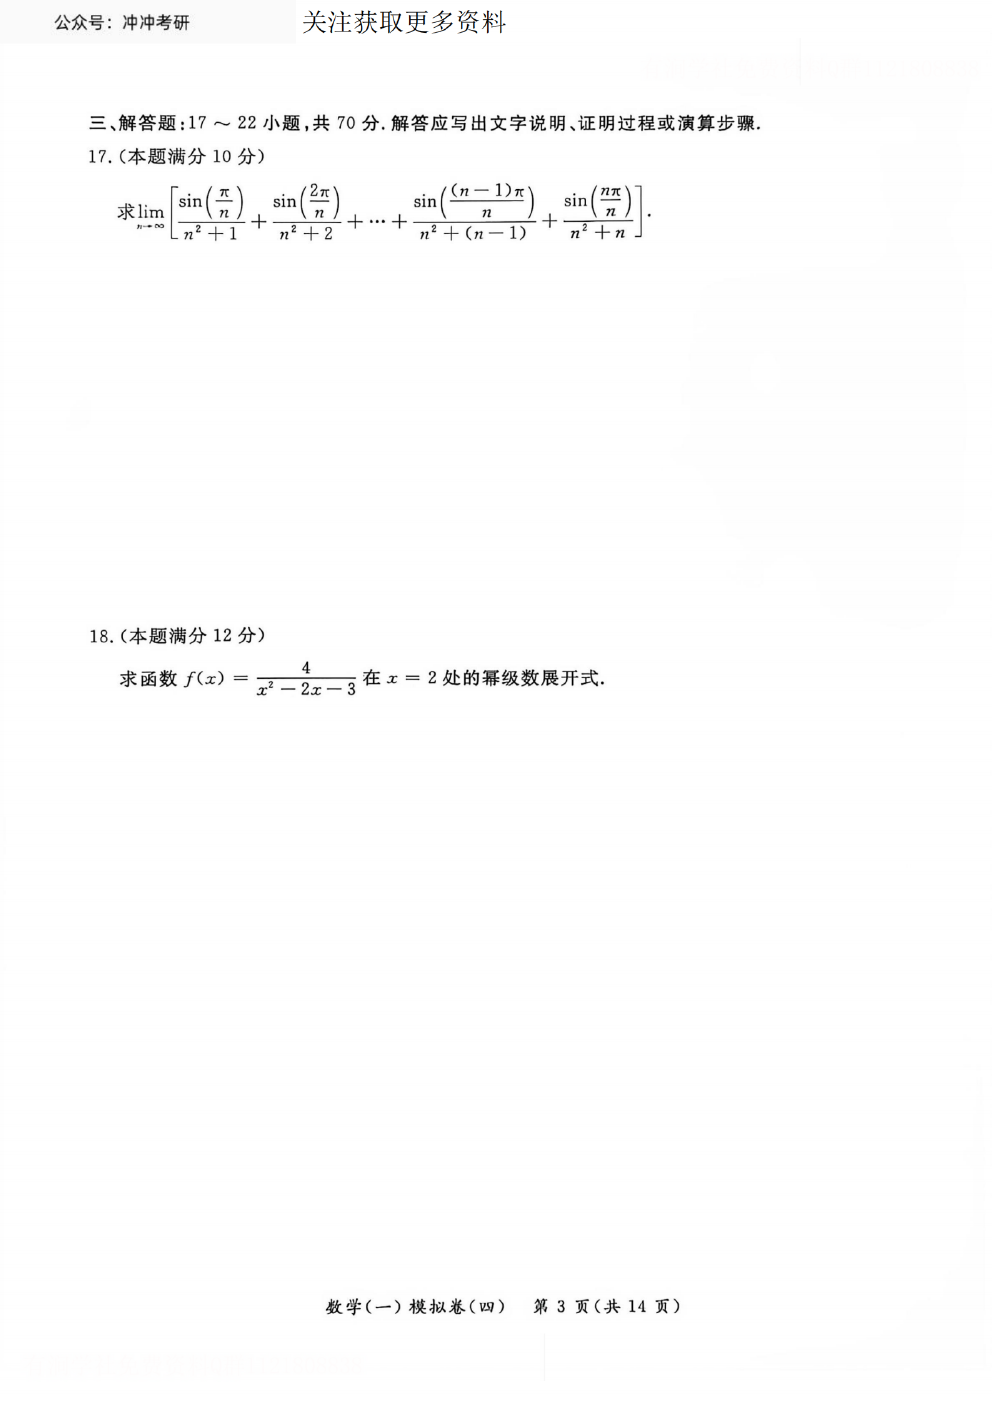 公众号：冲冲考研 关注获取更多资料
三、解答题:17 ～ 22 小题,共 70 分.解答应写出文字说明、证明过程或演算步骤.
17.(本题满分 10 分)
求lim_{n→∞}[sin(π/n)/(n²+1) + sin(2π/n)/(n²+2) + ⋯ + sin((n−1)π/n)/(n²+(n−1)) + sin(nπ/n)/(n²+n)].
18.(本题满分 12 分)
求函数 f(x) = 4/(x²−2x−3) 在 x = 2 处的幂级数展开式.
数学(一)模拟卷(四) 第 3 页(共 14 页)